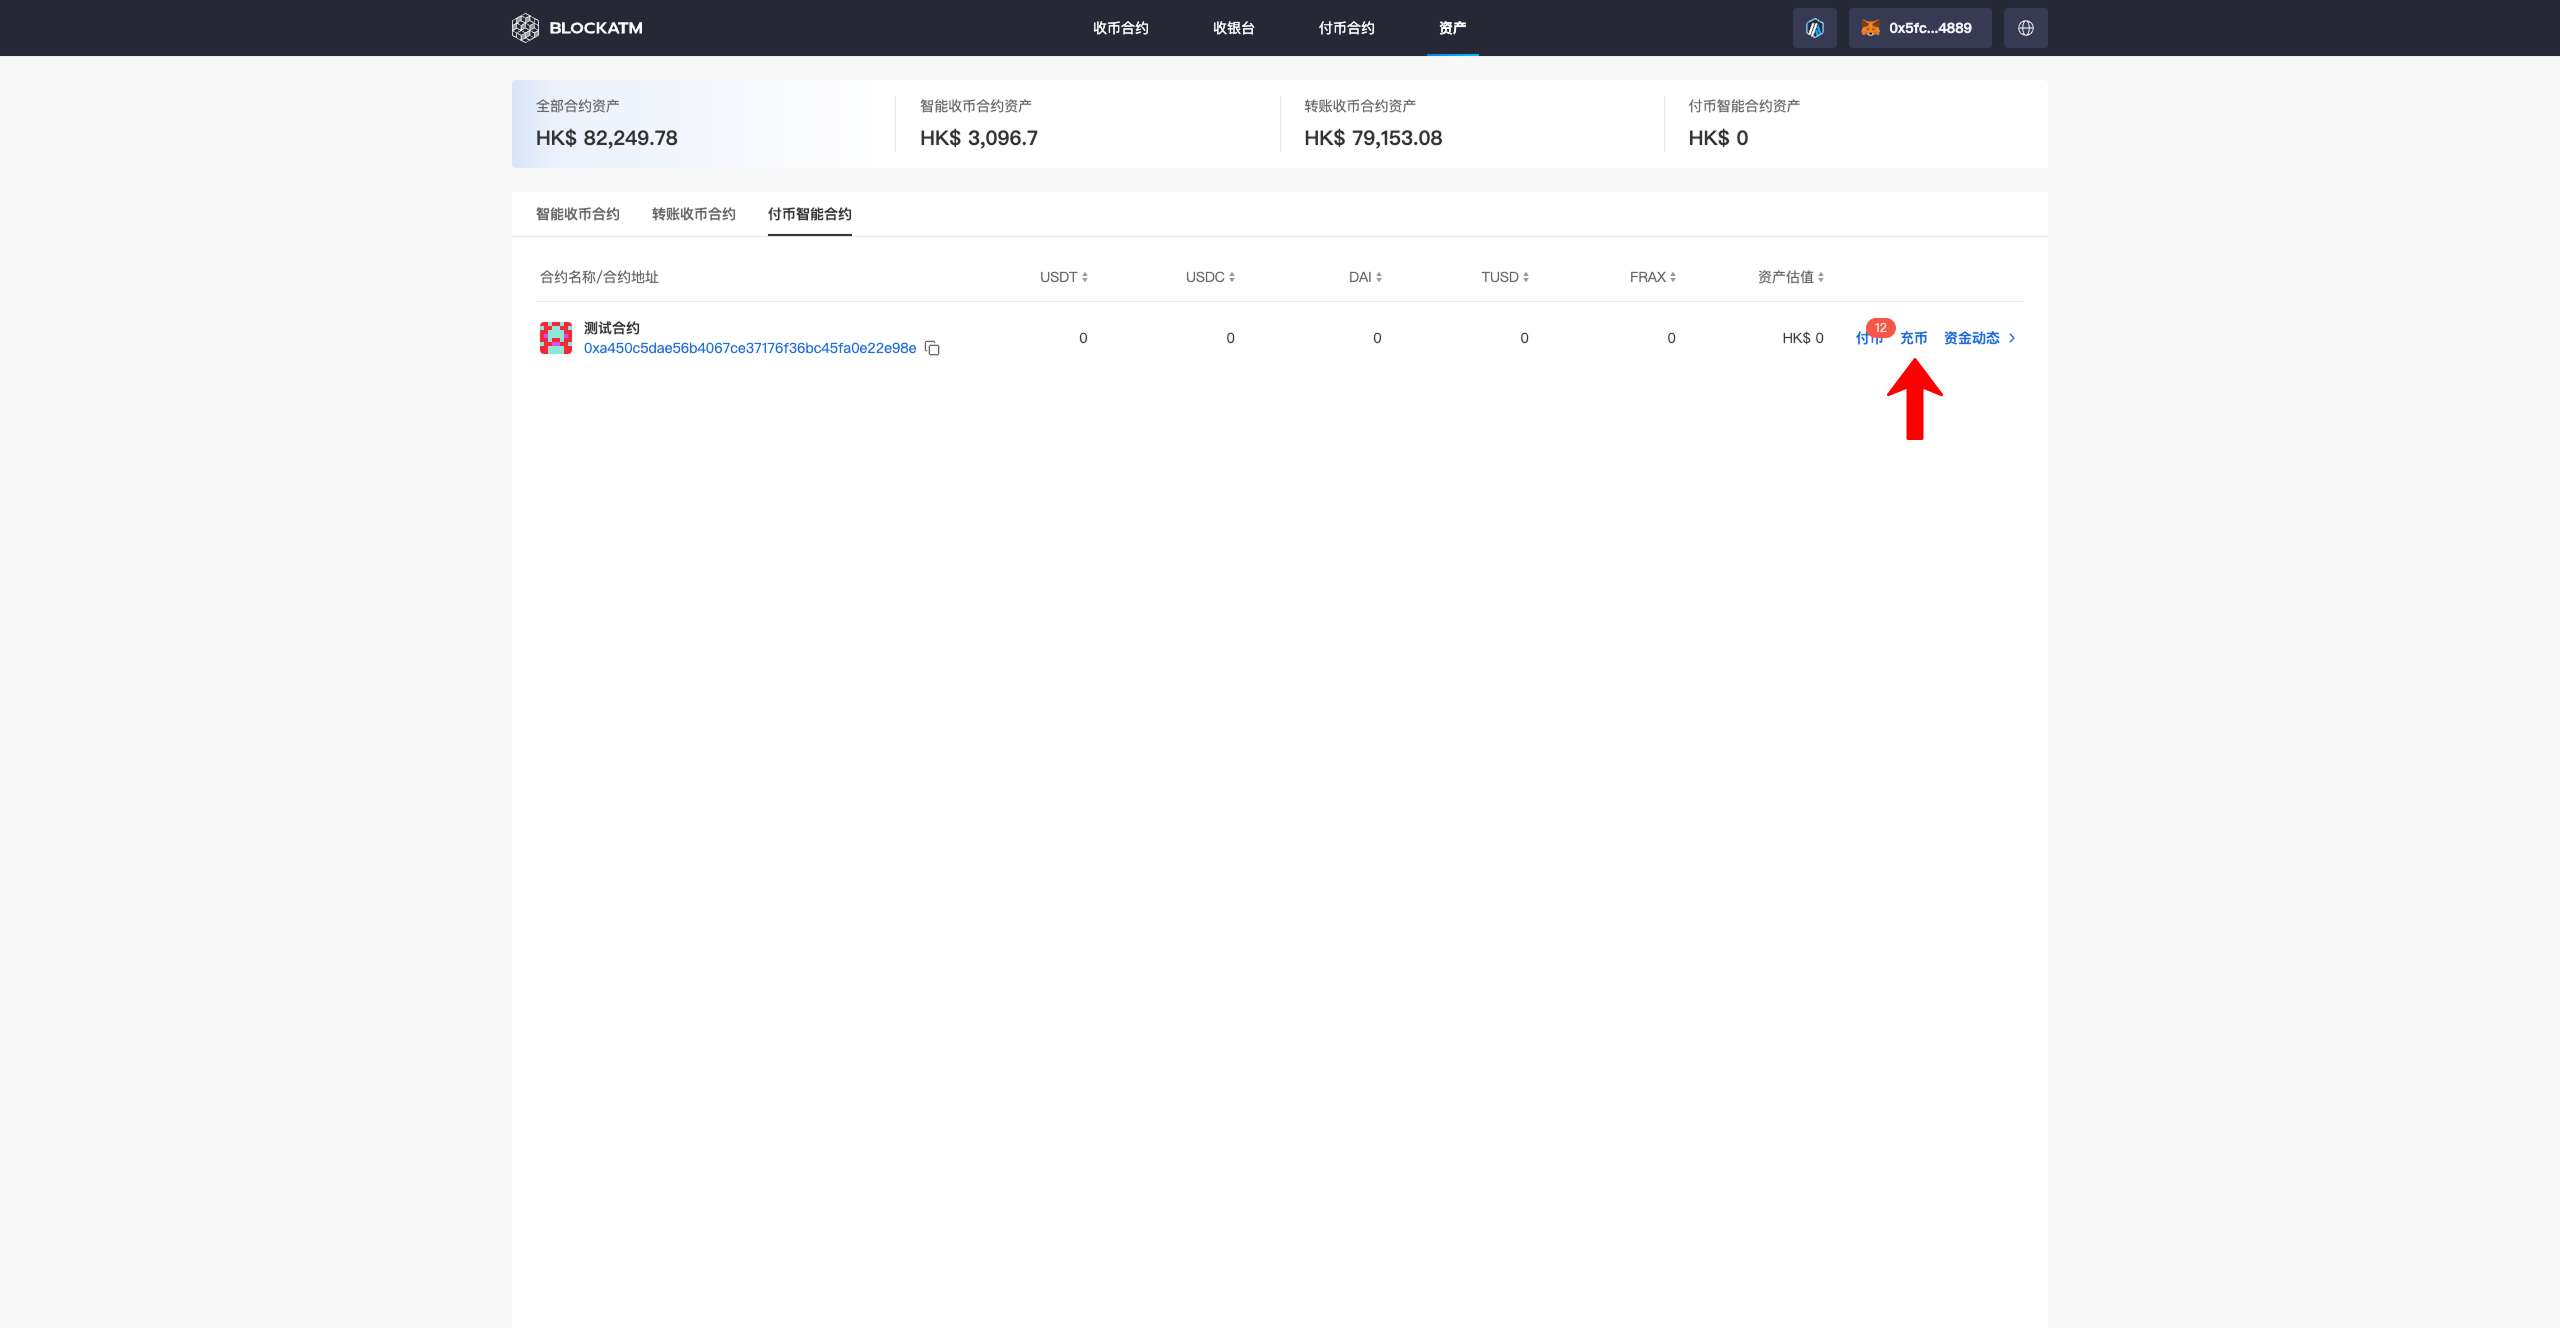 BLOCKATM
收币合约 收银台 付币合约 资产
0x5fc...4889
全部合约资产 智能收币合约资产 转账收币合约资产 付币智能合约资产
HK$ 82,249.78 HK$ 3,096.7 HK$ 79,153.08 HK$ 0
智能收币合约 转账收币合约 付币智能合约
合约名称/合约地址 USDT USDC DAI TUSD FRAX 资产估值
测试合约
0xa450c5dae56b4067ce37176f36bc45fa0e22e98e
0 0 0 0 0 HK$ 0 付币 12 充币 资金动态